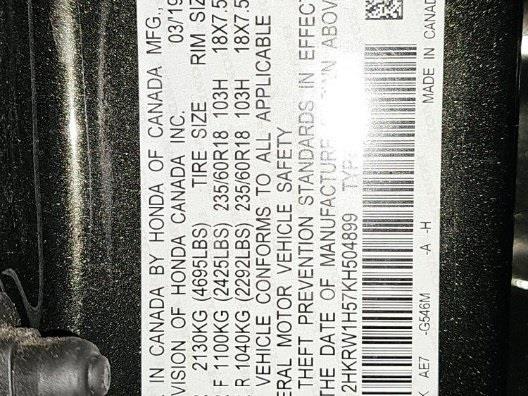 IN CANADA BY HONDA OF CANADA MFG.,
VISION OF HONDA CANADA INC. 03/19
2130KG (4695LBS) TIRE SIZE RIM SIZ
F 1100KG (2425LBS) 235/60R18 103H 18X7.5
R 1040KG (2292LBS) 235/60R18 103H 18X7.5
VEHICLE CONFORMS TO ALL APPLICABLE
ERAL MOTOR VEHICLE SAFETY
THEFT PREVENTION STANDARDS IN EFFECT
THE DATE OF MANUFACTURE ABOV
2HKRW1H57KH504899 TYP
AE7 -G546M -A -H MADE IN CANADA